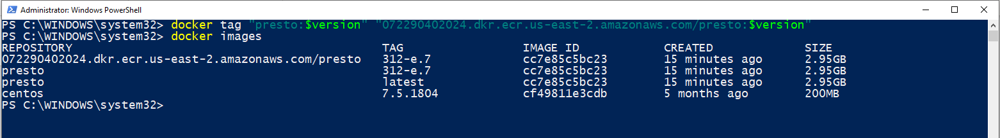 Administrator: Windows PowerShell
PS C:\WINDOWS\system32> docker tag "presto:$version" "072290402024.dkr.ecr.us-east-2.amazonaws.com/presto:$version"
PS C:\WINDOWS\system32> docker images
REPOSITORY TAG IMAGE ID CREATED SIZE
072290402024.dkr.ecr.us-east-2.amazonaws.com/presto 312-e.7 cc7e85c5bc23 15 minutes ago 2.95GB
presto 312-e.7 cc7e85c5bc23 15 minutes ago 2.95GB
presto latest cc7e85c5bc23 15 minutes ago 2.95GB
centos 7.5.1804 cf49811e3cdb 5 months ago 200MB
PS C:\WINDOWS\system32>